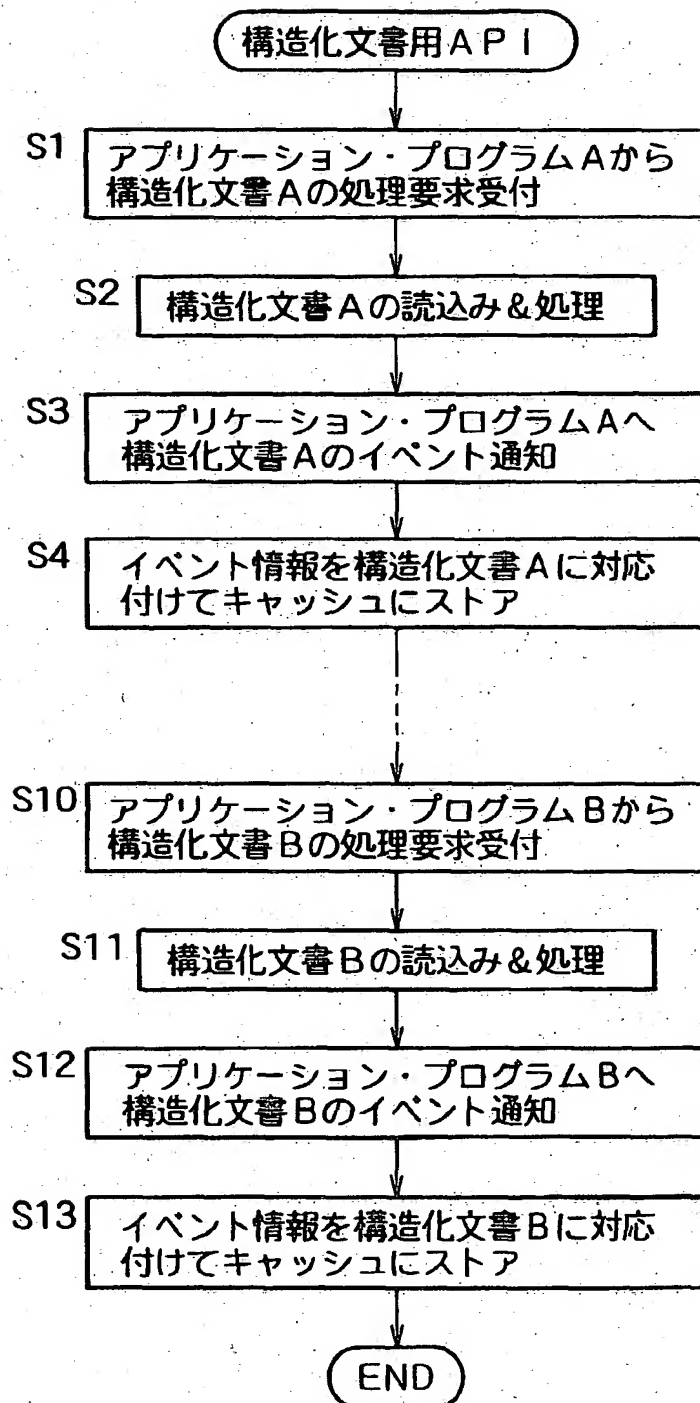 構造化文書用API
S1
アプリケーション・プログラムAから
構造化文書Aの処理要求受付
S2
構造化文書Aの読込み&処理
S3
アプリケーション・プログラムAへ
構造化文書Aのイベント通知
S4
イベント情報を構造化文書Aに対応
付けてキャッシュにストア
S10
アプリケーション・プログラムBから
構造化文書Bの処理要求受付
S11
構造化文書Bの読込み&処理
S12
アプリケーション・プログラムBへ
構造化文書Bのイベント通知
S13
イベント情報を構造化文書Bに対応
付けてキャッシュにストア
END